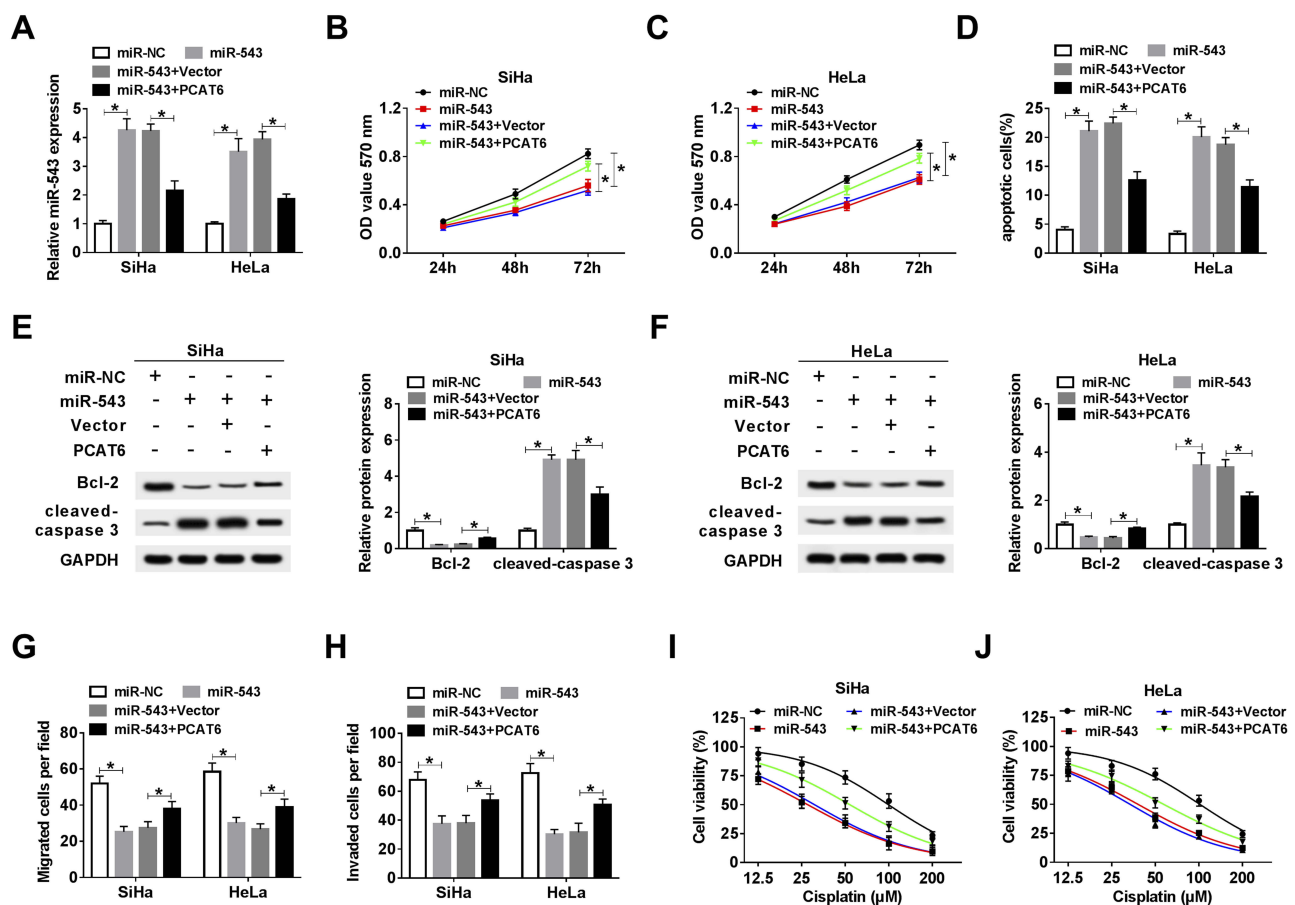 A
miR-NC miR-543
miR-543+Vector
miR-543+PCAT6
Relative miR-543 expression
5
4
3
2
1
0
* * * *
SiHa HeLa
B
SiHa
miR-NC
miR-543
miR-543+Vector
miR-543+PCAT6
OD value 570 nm
1.2
0.8
0.4
0.0
* *
24h 48h 72h
C
HeLa
miR-NC
miR-543
miR-543+Vector
miR-543+PCAT6
OD value 570 nm
1.2
0.8
0.4
0.0
* *
24h 48h 72h
D
miR-NC miR-543
miR-543+Vector
miR-543+PCAT6
apoptotic cells(%)
25
20
15
10
5
0
* * * *
SiHa HeLa
E
SiHa
miR-NC + - - -
miR-543 - + + +
Vector - - + -
PCAT6 - - - +
Bcl-2
cleaved-
caspase 3
GAPDH
SiHa
miR-NC miR-543
miR-543+Vector
miR-543+PCAT6
Relative protein expression
8
6
4
2
0
* * * *
Bcl-2 cleaved-caspase 3
F
HeLa
miR-NC + - - -
miR-543 - + + +
Vector - - + -
PCAT6 - - - +
Bcl-2
cleaved-
caspase 3
GAPDH
HeLa
miR-NC miR-543
miR-543+Vector
miR-543+PCAT6
Relative protein expression
6
4
2
0
* * * *
Bcl-2 cleaved-caspase 3
G
miR-NC miR-543
miR-543+Vector
miR-543+PCAT6
Migrated cells per field
80
60
40
20
0
* * * *
SiHa HeLa
H
miR-NC miR-543
miR-543+Vector
miR-543+PCAT6
Invaded cells per field
100
80
60
40
20
0
* * * *
SiHa HeLa
I
SiHa
miR-NC miR-543+Vector
miR-543 miR-543+PCAT6
Cell viability (%)
125
100
75
50
25
0
12.5 25 50 100 200
Cisplatin (μM)
J
HeLa
miR-NC miR-543+Vector
miR-543 miR-543+PCAT6
Cell viability (%)
125
100
75
50
25
0
12.5 25 50 100 200
Cisplatin (μM)